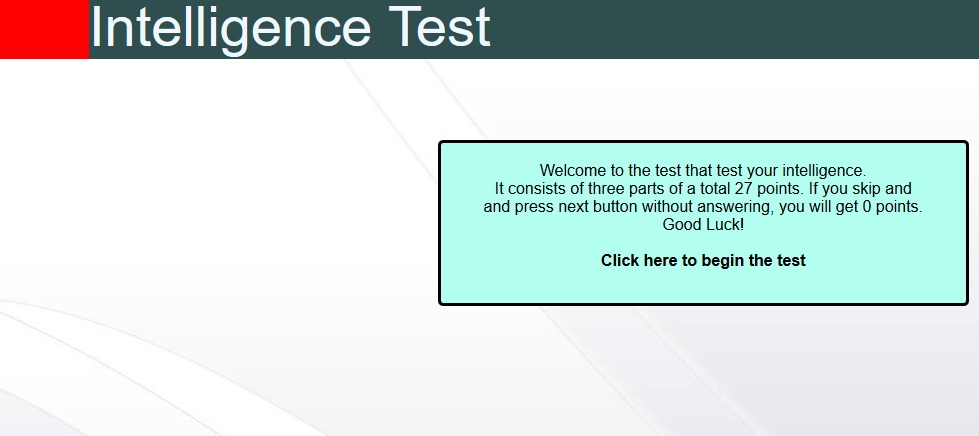 Intelligence Test
Welcome to the test that test your intelligence.
It consists of three parts of a total 27 points. If you skip and
and press next button without answering, you will get 0 points.
Good Luck!
Click here to begin the test